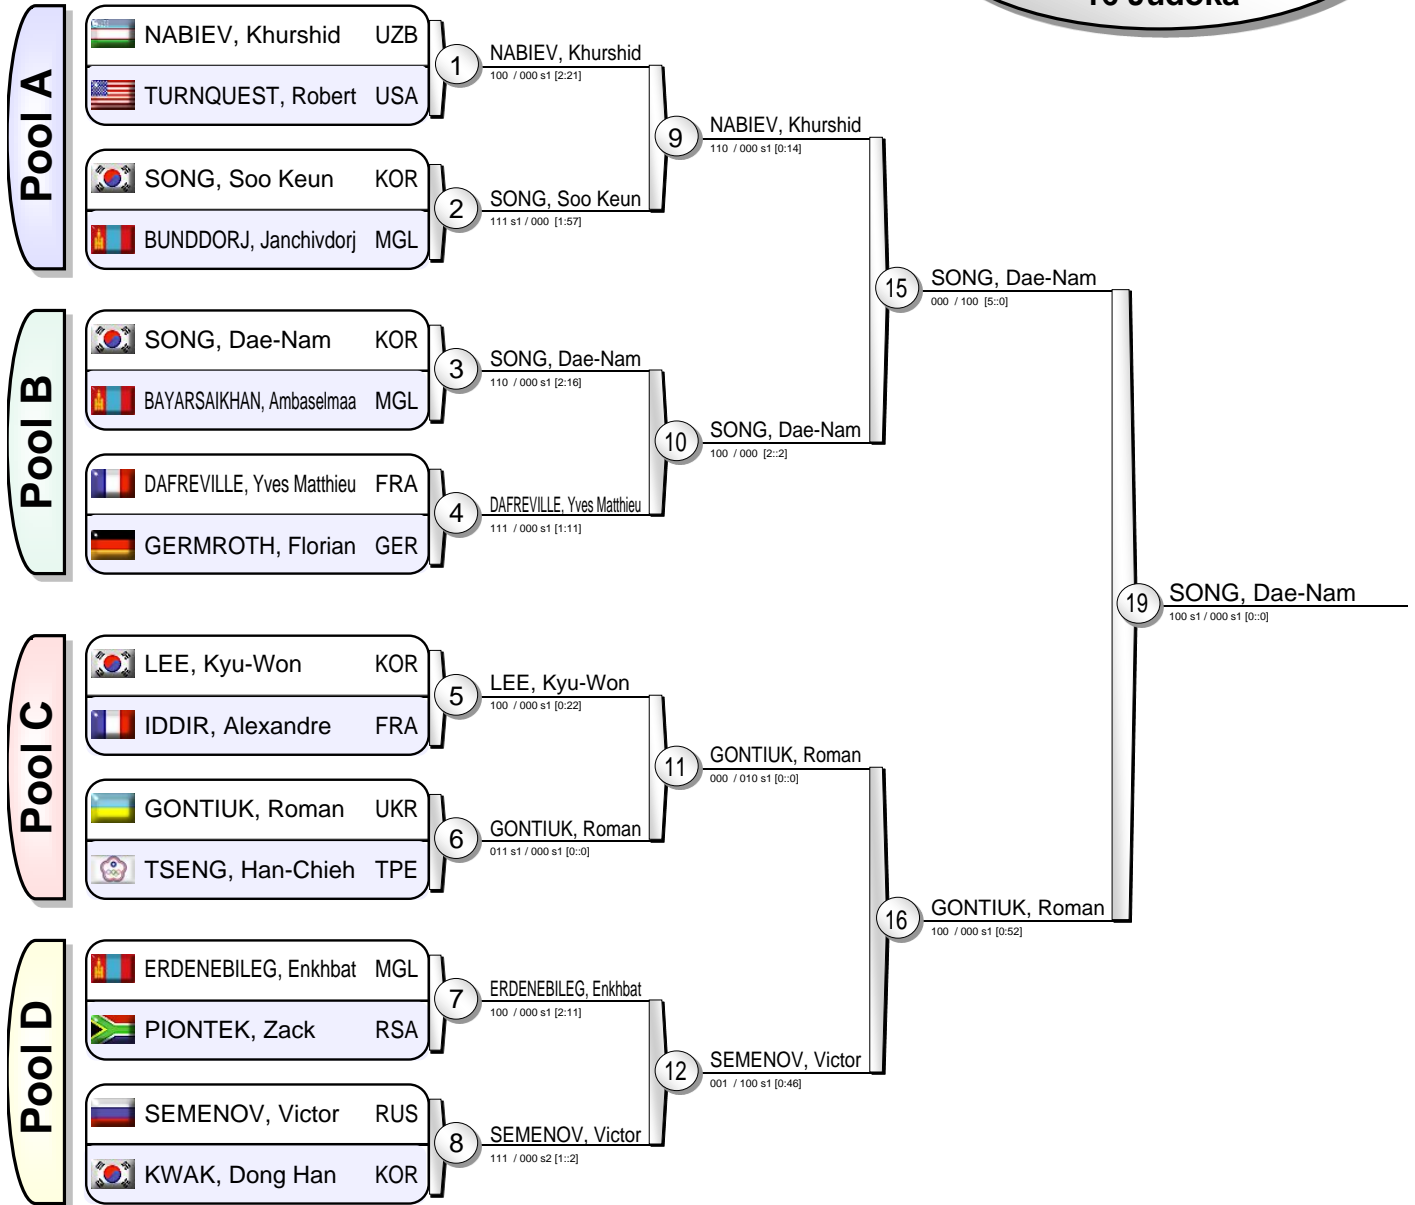 16 Judoka
Pool A
NABIEV, Khurshid UZB
TURNQUEST, Robert USA
1
NABIEV, Khurshid
100 / 000 s1 [2:21]
SONG, Soo Keun KOR
BUNDDORJ, Janchivdorj MGL
2
SONG, Soo Keun
111 s1 / 000 [1:57]
9
NABIEV, Khurshid
110 / 000 s1 [0:14]
Pool B
SONG, Dae-Nam KOR
BAYARSAIKHAN, Ambaselmaa MGL
3
SONG, Dae-Nam
110 / 000 s1 [2:16]
DAFREVILLE, Yves Matthieu FRA
GERMROTH, Florian GER
4
DAFREVILLE, Yves Matthieu
111 / 000 s1 [1:11]
10
SONG, Dae-Nam
100 / 000 [2::2]
15
SONG, Dae-Nam
000 / 100 [5::0]
Pool C
LEE, Kyu-Won KOR
IDDIR, Alexandre FRA
5
LEE, Kyu-Won
100 / 000 s1 [0:22]
GONTIUK, Roman UKR
TSENG, Han-Chieh TPE
6
GONTIUK, Roman
011 s1 / 000 s1 [0::0]
11
GONTIUK, Roman
000 / 010 s1 [0::0]
Pool D
ERDENEBILEG, Enkhbat MGL
PIONTEK, Zack RSA
7
ERDENEBILEG, Enkhbat
100 / 000 s1 [2:11]
SEMENOV, Victor RUS
KWAK, Dong Han KOR
8
SEMENOV, Victor
111 / 000 s2 [1::2]
12
SEMENOV, Victor
001 / 100 s1 [0:46]
16
GONTIUK, Roman
100 / 000 s1 [0:52]
19
SONG, Dae-Nam
100 s1 / 000 s1 [0::0]